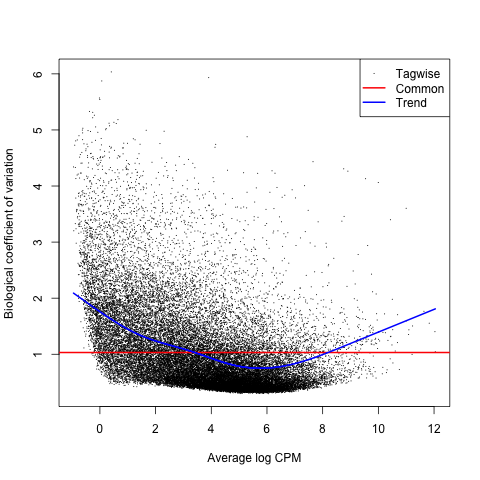 Tagwise
Common
Trend
Biological coefficient of variation
6
5
4
3
2
1
0 2 4 6 8 10 12
Average log CPM